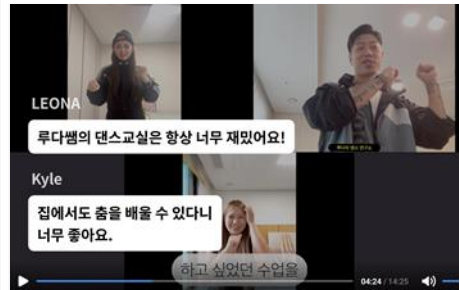 LEONA
루다쌤의 댄스교실은 항상 너무 재밌어요!
Kyle
집에서도 춤을 배울 수 있다니
너무 좋아요.
하고 싶었던 수업을
04:24 / 14:25